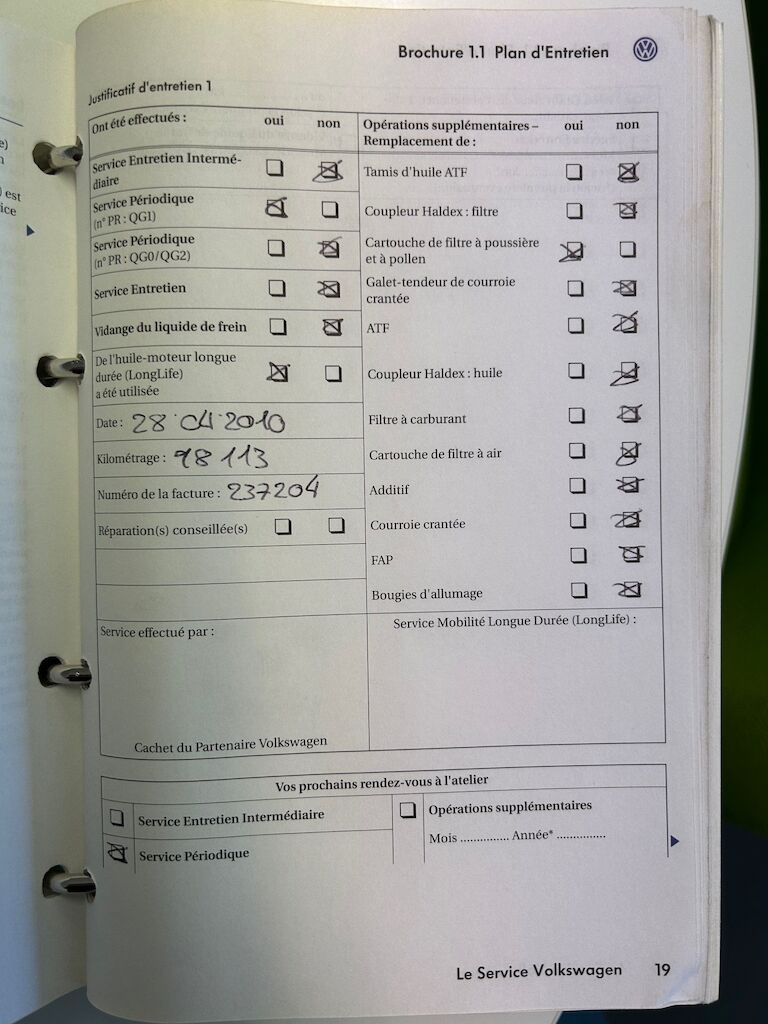 Brochure 1.1 Plan d'Entretien
Justificatif d'entretien 1
Ont été effectués : oui non
Service Entretien Intermé-
diaire
Service Périodique
(n° PR : QG1)
Service Périodique
(n° PR : QG0/QG2)
Service Entretien
Vidange du liquide de frein
De l'huile-moteur longue
durée (LongLife)
a été utilisée
Date : 28 04 2010
Kilométrage : 98 113
Numéro de la facture : 237204
Réparation(s) conseillée(s)
Service effectué par :
Cachet du Partenaire Volkswagen
Opérations supplémentaires – oui non
Remplacement de :
Tamis d'huile ATF
Coupleur Haldex : filtre
Cartouche de filtre à poussière
et à pollen
Galet-tendeur de courroie
crantée
ATF
Coupleur Haldex : huile
Filtre à carburant
Cartouche de filtre à air
Additif
Courroie crantée
FAP
Bougies d'allumage
Service Mobilité Longue Durée (LongLife) :
Vos prochains rendez-vous à l'atelier
Service Entretien Intermédiaire
Service Périodique
Opérations supplémentaires
Mois ............... Année* ...............
Le Service Volkswagen 19